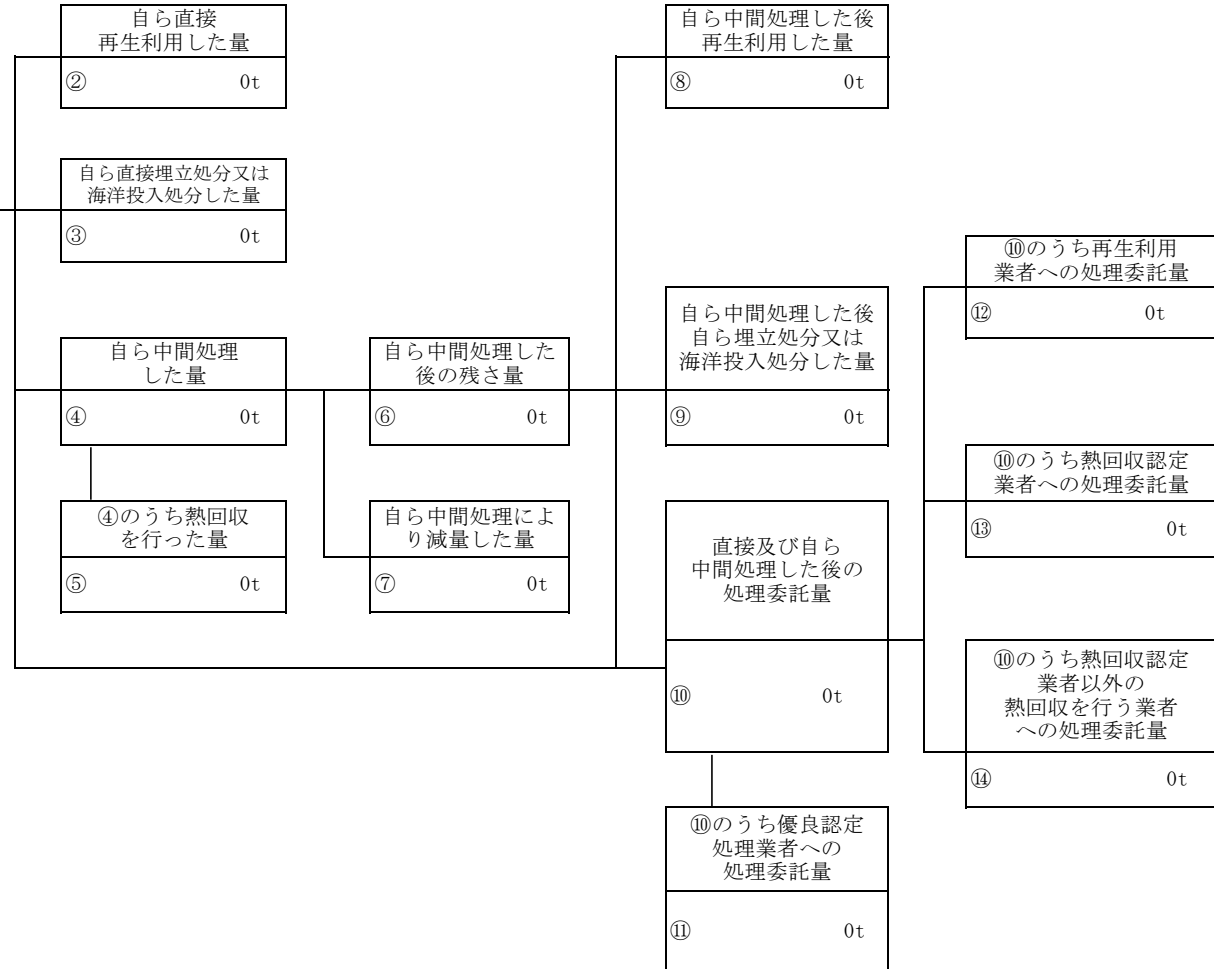 自ら直接
再生利用した量
② 0t
自ら直接埋立処分又は
海洋投入処分した量
③ 0t
自ら中間処理
した量
④ 0t
④のうち熱回収
を行った量
⑤ 0t
自ら中間処理した
後の残さ量
⑥ 0t
自ら中間処理によ
り減量した量
⑦ 0t
自ら中間処理した後
再生利用した量
⑧ 0t
自ら中間処理した後
自ら埋立処分又は
海洋投入処分した量
⑨ 0t
直接及び自ら
中間処理した後の
処理委託量
⑩ 0t
⑩のうち優良認定
処理業者への
処理委託量
⑪ 0t
⑩のうち再生利用
業者への処理委託量
⑫ 0t
⑩のうち熱回収認定
業者への処理委託量
⑬ 0t
⑩のうち熱回収認定
業者以外の
熱回収を行う業者
への処理委託量
⑭ 0t